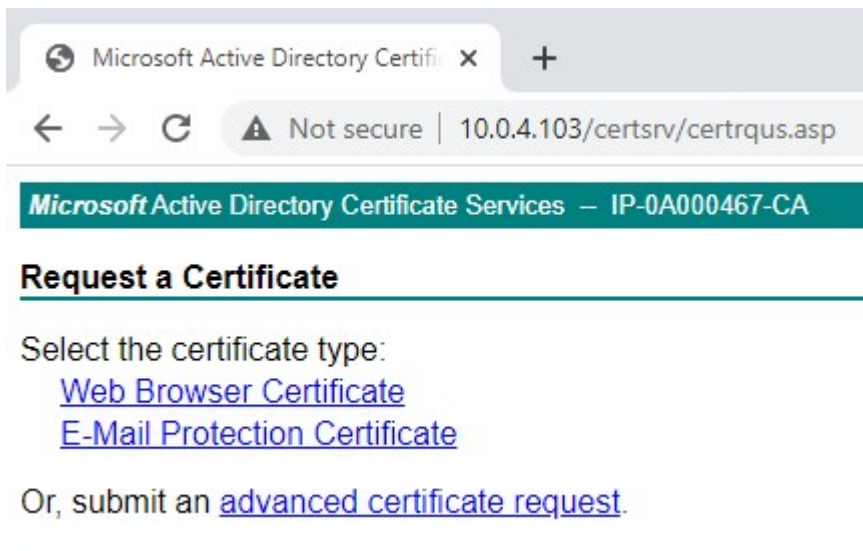 Microsoft Active Directory Certifi
Not secure | 10.0.4.103/certsrv/certrqus.asp
Microsoft Active Directory Certificate Services -- IP-0A000467-CA
Request a Certificate
Select the certificate type:
Web Browser Certificate
E-Mail Protection Certificate
Or, submit an advanced certificate request.